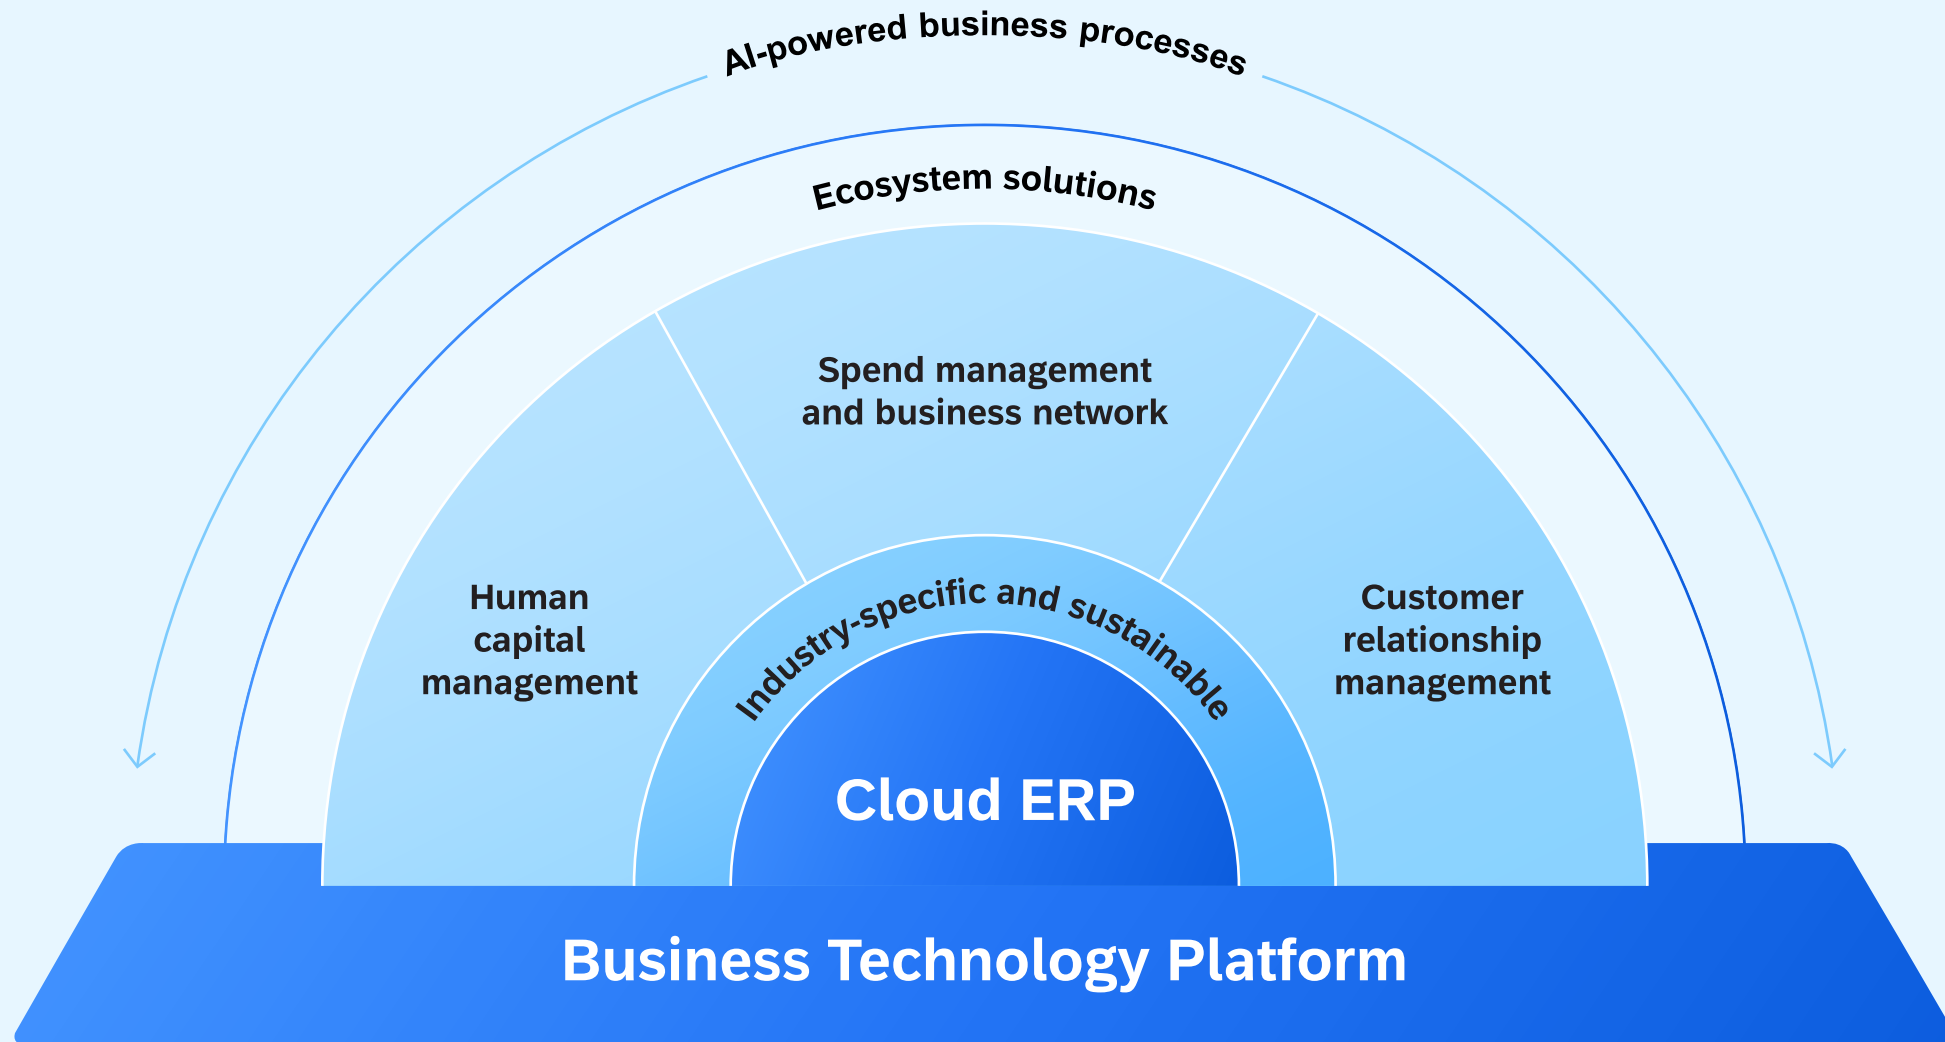 AI-powered business processes
Ecosystem solutions
Spend management
and business network
Human
capital
management
Customer
relationship
management
Industry-specific and sustainable
Cloud ERP
Business Technology Platform